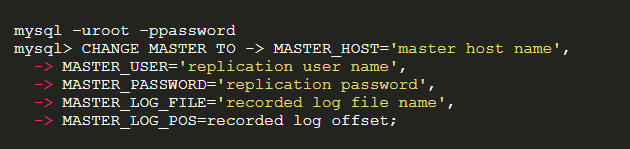 mysql -uroot -ppassword
mysql> CHANGE MASTER TO -> MASTER_HOST='master host name',
-> MASTER_USER='replication user name',
-> MASTER_PASSWORD='replication password',
-> MASTER_LOG_FILE='recorded log file name',
-> MASTER_LOG_POS=recorded log offset;